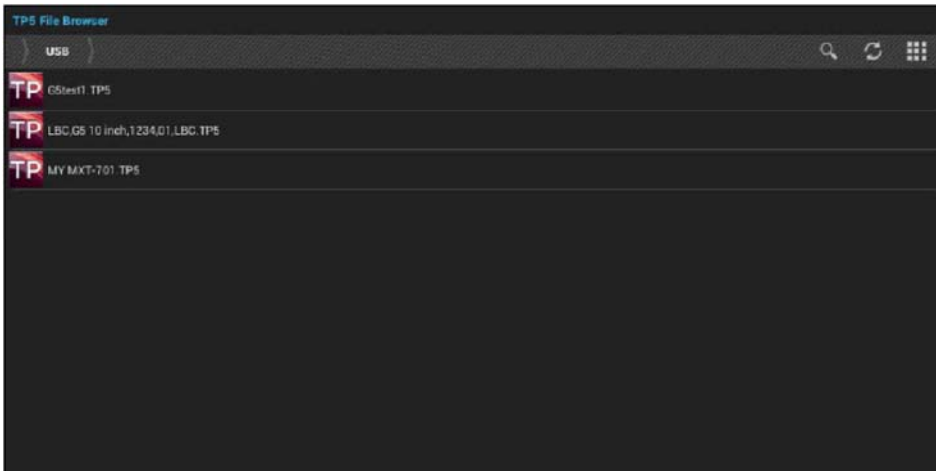 TP5 File Browser
USB
TP G5test1.TP5
TP LBC,G5 10 inch,1234,01,LBC.TP5
TP MY MXT-701.TP5